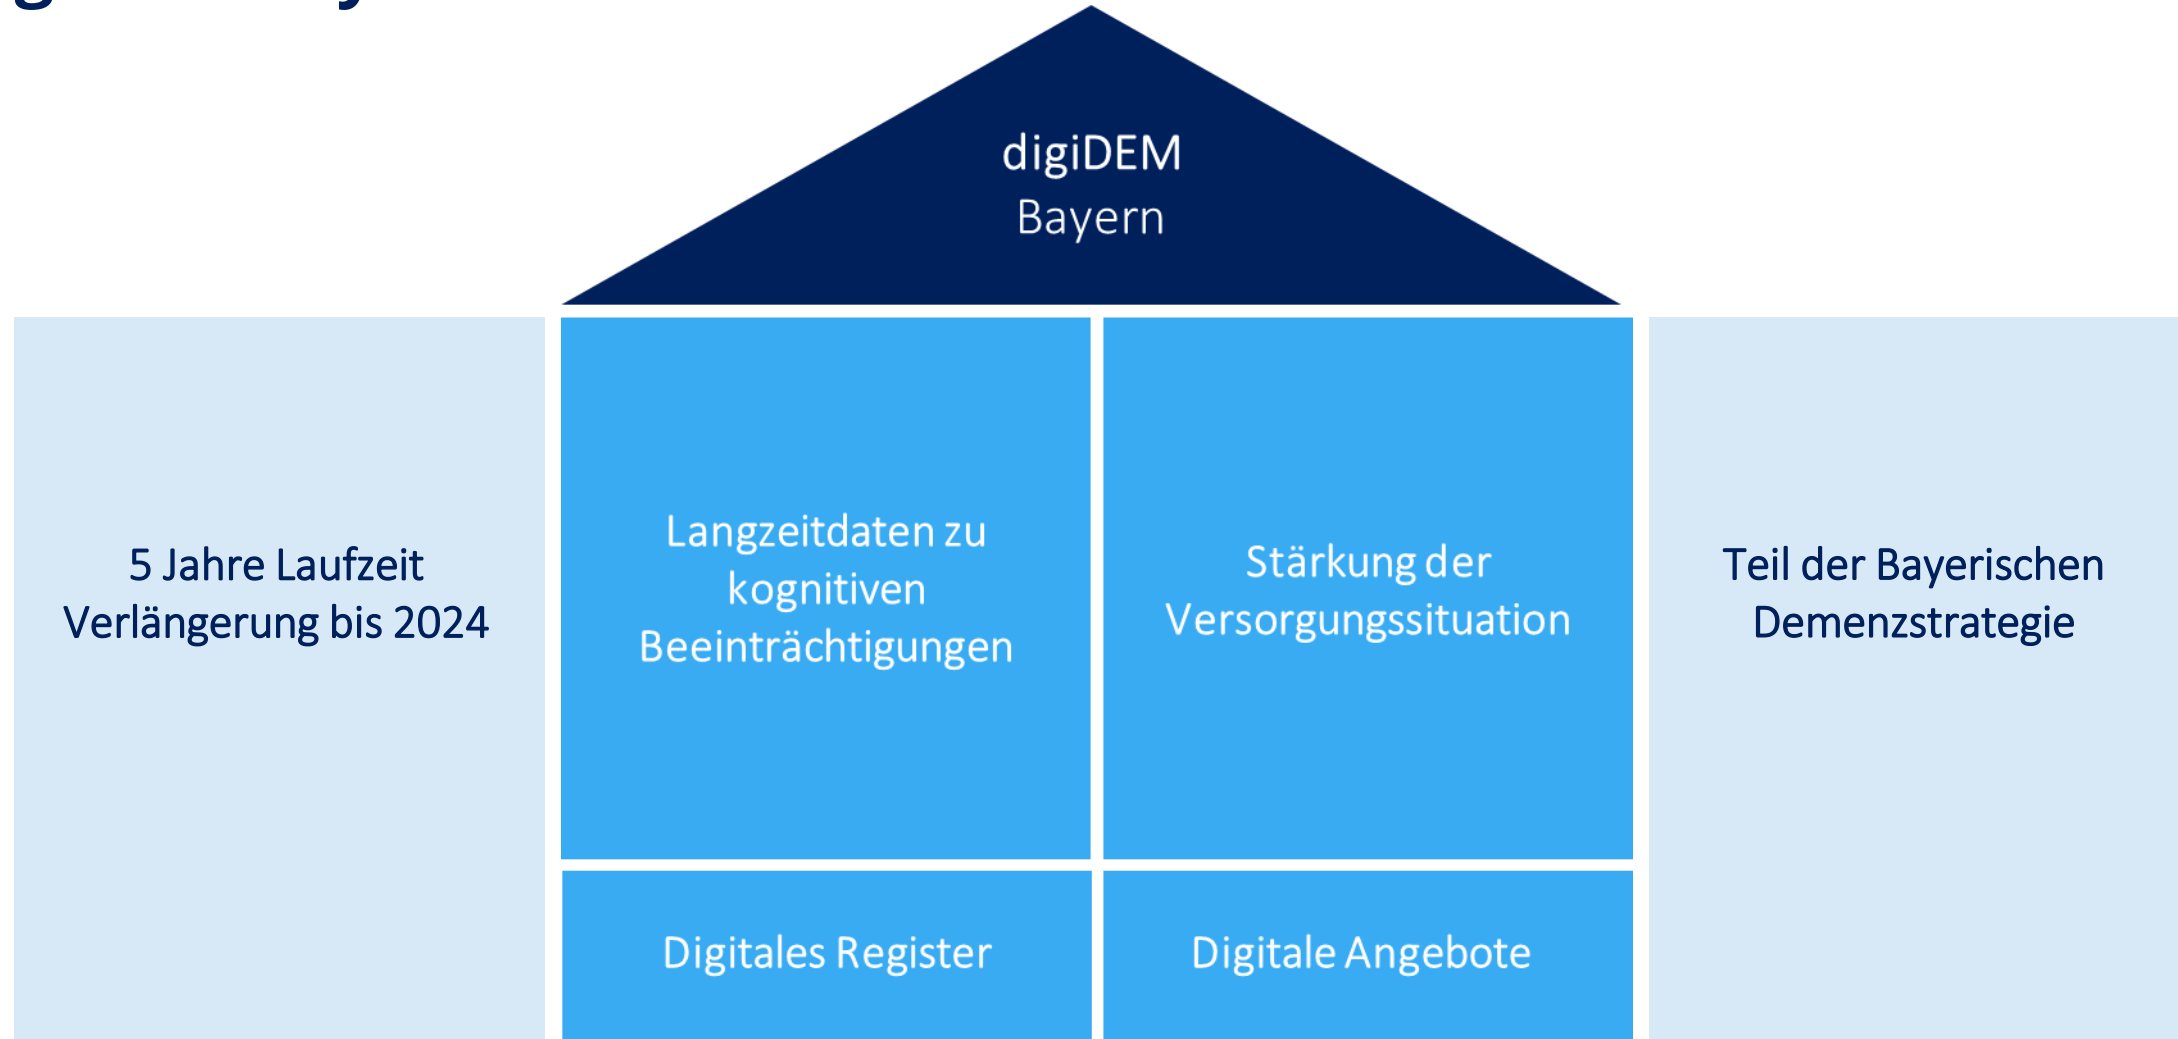 digiDEM
Bayern
5 Jahre Laufzeit
Verlängerung bis 2024
Langzeitdaten zu
kognitiven
Beeinträchtigungen
Stärkung der
Versorgungssituation
Teil der Bayerischen
Demenzstrategie
Digitales Register
Digitale Angebote